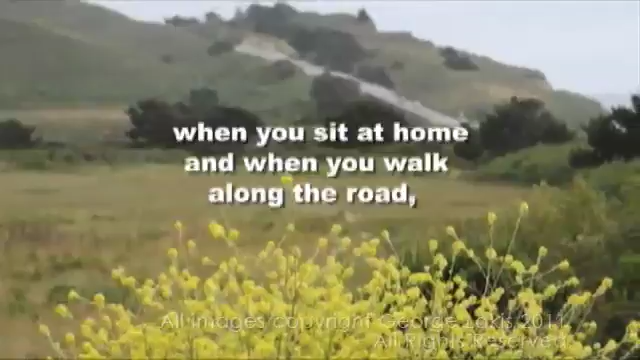 when you sit at home
and when you walk
along the road,
All images copyright George Lakis 2011
All Rights Reserved